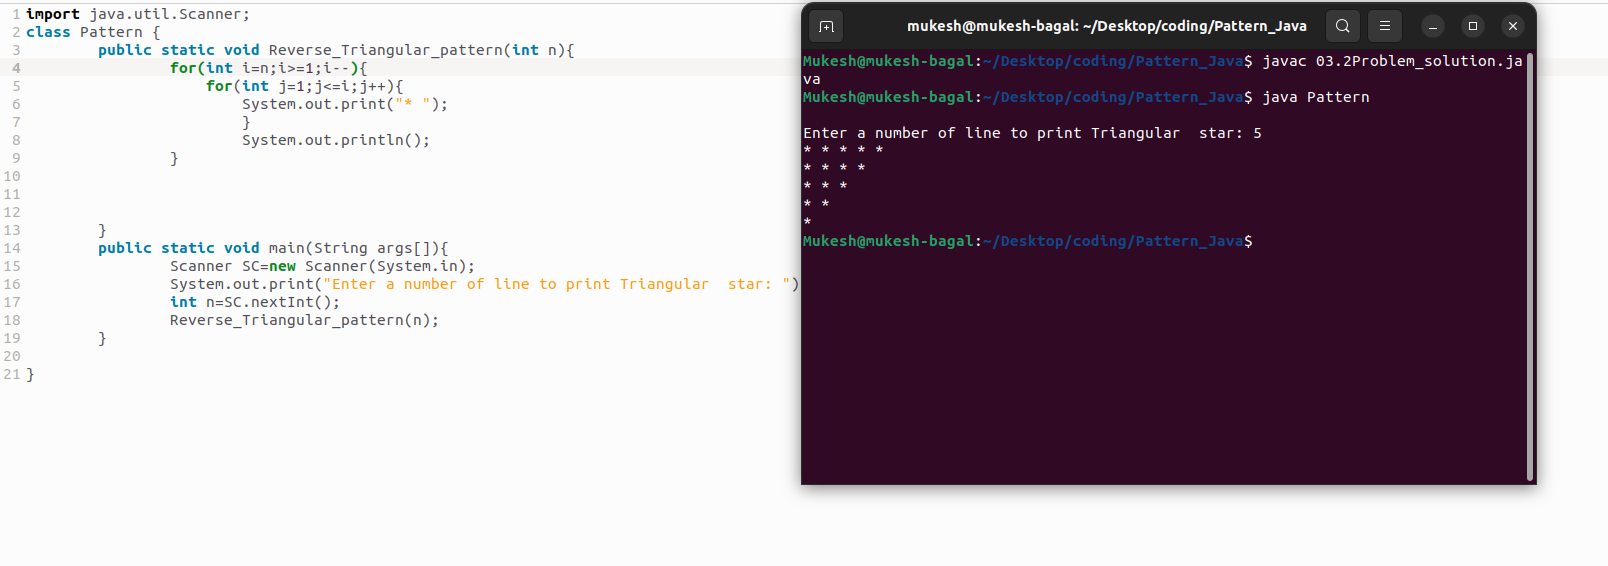 1 import java.util.Scanner;
2 class Pattern {
3 public static void Reverse_Triangular_pattern(int n){
4 for(int i=n;i>=1;i--){
5 for(int j=1;j<=i;j++){
6 System.out.print("* ");
7 }
8 System.out.println();
9 }
10
11
12
13 }
14 public static void main(String args[]){
15 Scanner SC=new Scanner(System.in);
16 System.out.print("Enter a number of line to print Triangular  star: ")
17 int n=SC.nextInt();
18 Reverse_Triangular_pattern(n);
19 }
20
21 }
mukesh@mukesh-bagal: ~/Desktop/coding/Pattern_Java
Mukesh@mukesh-bagal:~/Desktop/coding/Pattern_Java$ javac 03.2Problem_solution.ja
va
Mukesh@mukesh-bagal:~/Desktop/coding/Pattern_Java$ java Pattern
Enter a number of line to print Triangular  star: 5
* * * * *
* * * *
* * *
* *
*
Mukesh@mukesh-bagal:~/Desktop/coding/Pattern_Java$